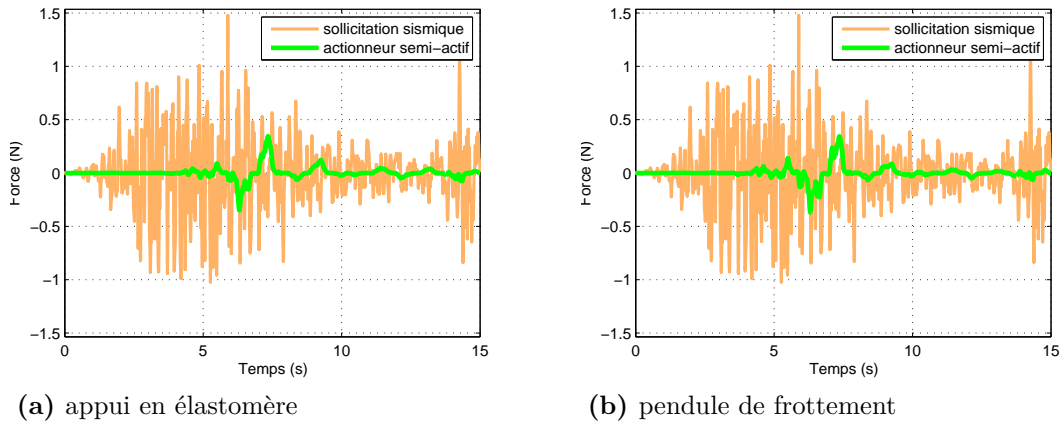 1.5
1
0.5
0
−0.5
−1
−1.5
Force (N)
0
5
10
15
Temps (s)
sollicitation sismique
actionneur semi−actif
(a) appui en élastomère
1.5
1
0.5
0
−0.5
−1
−1.5
Force (N)
0
5
10
15
Temps (s)
sollicitation sismique
actionneur semi−actif
(b) pendule de frottement